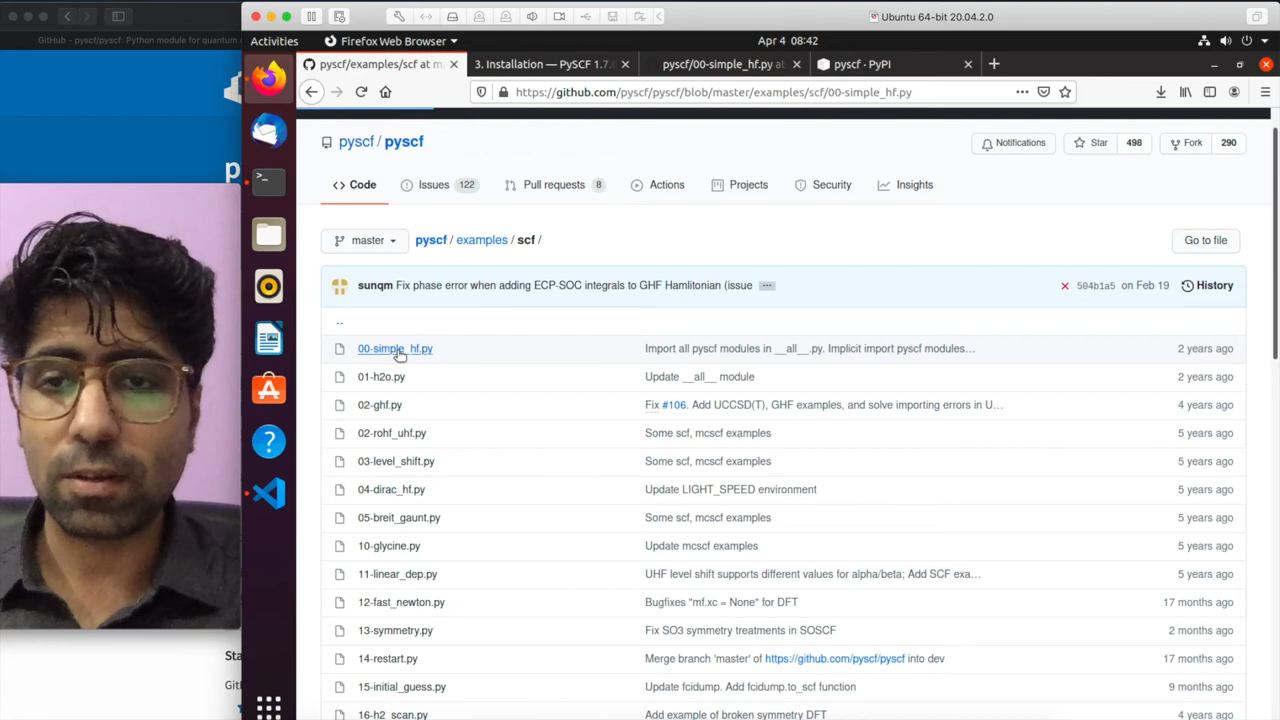 Ubuntu 64-bit 20.04.2.0
GitHub - pyscf/pyscf: Python module for quantum
Activities
Firefox Web Browser
Apr 4 08:42
pyscf/examples/scf at m
3. Installation — PySCF 1.7.
pyscf/00-simple_hf.py at
pyscf · PyPI
https://github.com/pyscf/pyscf/blob/master/examples/scf/00-simple_hf.py
p
pyscf / pyscf
Notifications
Star 498
Fork 290
Code
Issues 122
Pull requests 8
Actions
Projects
Security
Insights
master
pyscf / examples / scf /
Go to file
sunqm Fix phase error when adding ECP-SOC integrals to GHF Hamlitonian (issue ...
504b1a5 on Feb 19
History
..
00-simple_hf.py Import all pyscf modules in __all__.py. Implicit import pyscf modules… 2 years ago
01-h2o.py Update __all__ module 2 years ago
02-ghf.py Fix #106. Add UCCSD(T), GHF examples, and solve importing errors in U… 4 years ago
02-rohf_uhf.py Some scf, mcscf examples 5 years ago
03-level_shift.py Some scf, mcscf examples 5 years ago
04-dirac_hf.py Update LIGHT_SPEED environment 5 years ago
05-breit_gaunt.py Some scf, mcscf examples 5 years ago
10-glycine.py Update mcscf examples 5 years ago
11-linear_dep.py UHF level shift supports different values for alpha/beta; Add SCF exa… 5 years ago
12-fast_newton.py Bugfixes "mf.xc = None" for DFT 17 months ago
13-symmetry.py Fix SO3 symmetry treatments in SOSCF 2 months ago
14-restart.py Merge branch 'master' of https://github.com/pyscf/pyscf into dev 17 months ago
15-initial_guess.py Update fcidump. Add fcidump.to_scf function 9 months ago
16-h2_scan.py Add example of broken symmetry DFT 4 years ago
Sta
Git